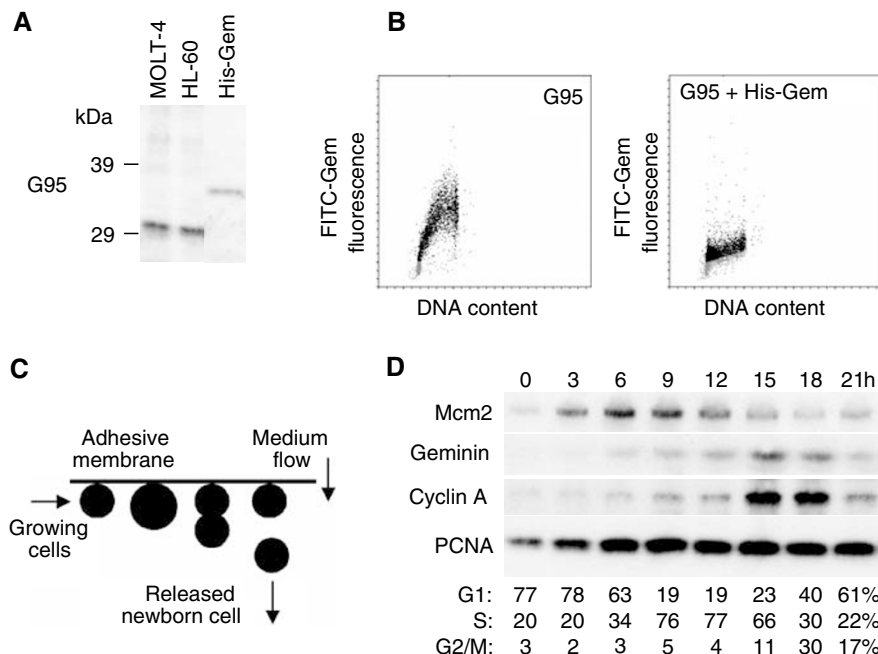 A
MOLT-4
HL-60
His-Gem
kDa
39
G95
29
B
G95
FITC-Gem
fluorescence
DNA content
G95 + His-Gem
FITC-Gem
fluorescence
DNA content
C
Adhesive
membrane
Medium
flow
Growing
cells
Released
newborn cell
D
0 3 6 9 12 15 18 21h
Mcm2
Geminin
Cyclin A
PCNA
G1: 77 78 63 19 19 23 40 61%
S: 20 20 34 76 77 66 30 22%
G2/M: 3 2 3 5 4 11 30 17%